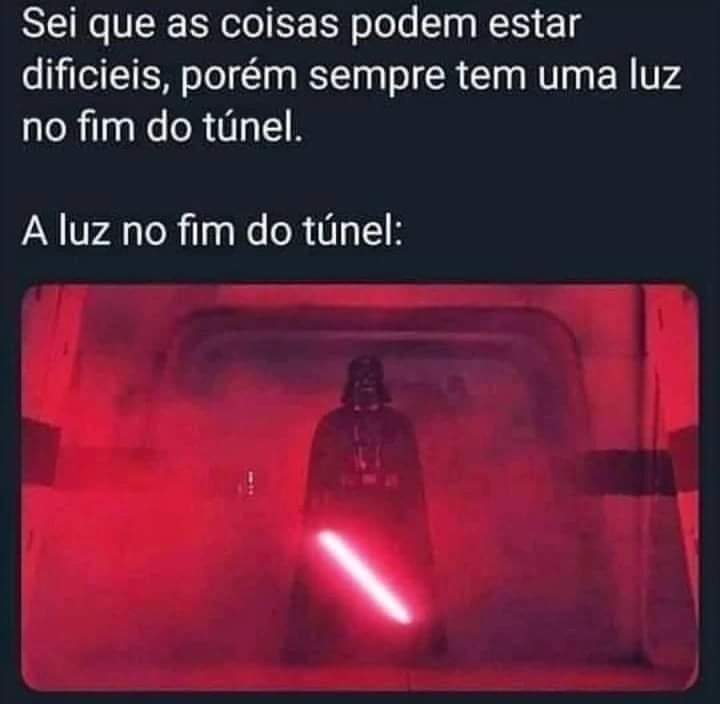 Sei que as coisas podem estar
dificieis, porém sempre tem uma luz
no fim do túnel.
A luz no fim do túnel: